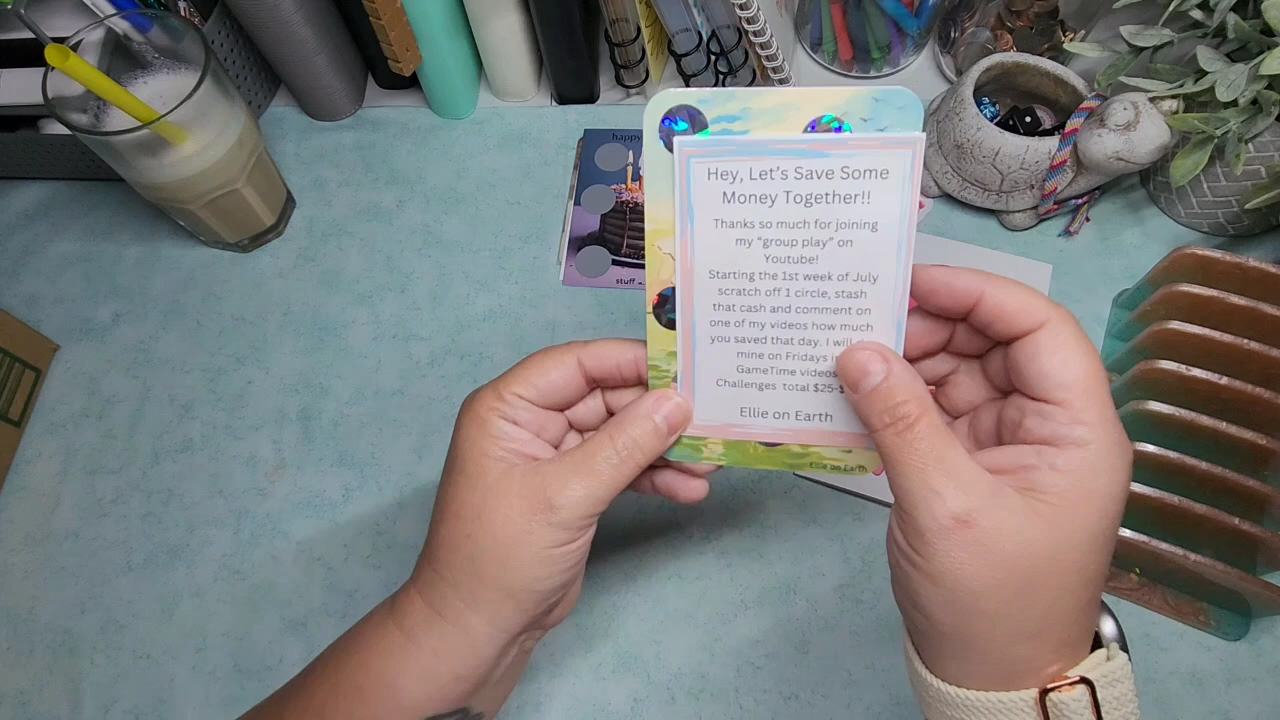 happy
Hey, Let's Save Some
Money Together!!
Thanks so much for joining
my "group play" on
Youtube!
Starting the 1st week of July
scratch off 1 circle, stash
that cash and comment on
one of my videos how much
you saved that day. I will
mine on Fridays
GameTime videos
Challenges total $25-
Ellie on Earth
Ellie on Earth
stuff